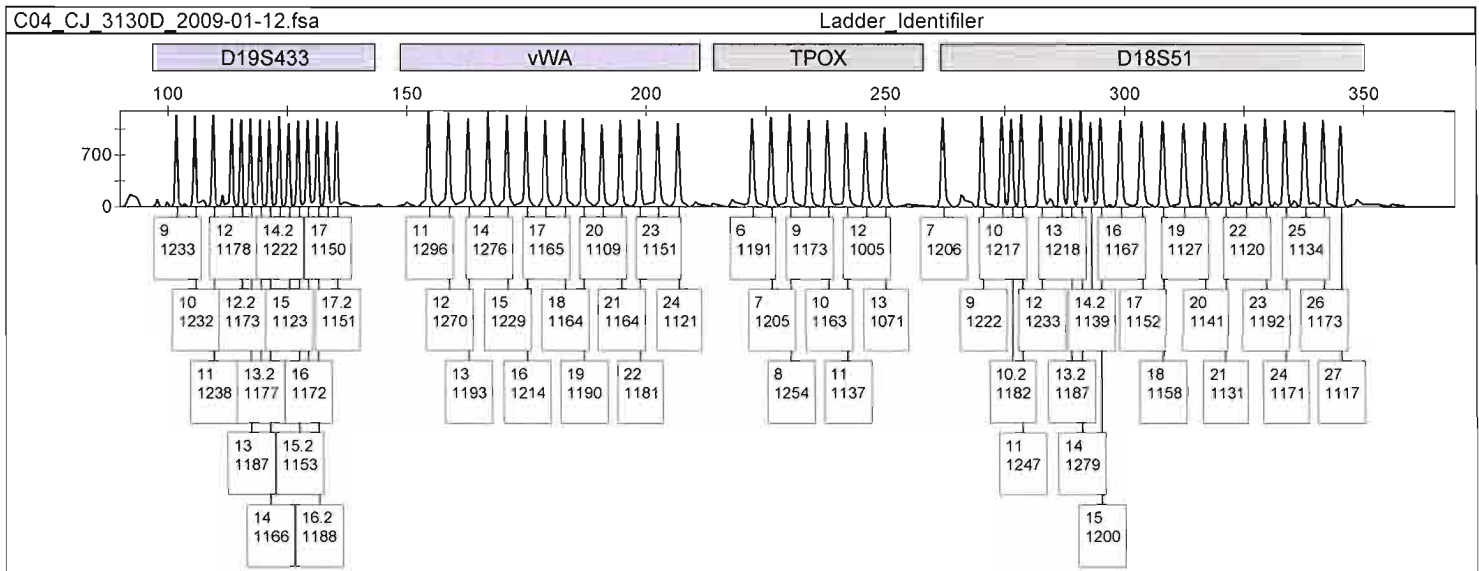 C04_CJ_3130D_2009-01-12.fsa Ladder_Identifiler
D19S433 vWA TPOX D18S51
100 150 200 250 300 350
700
0
9 12 14.2 17 11 14 17 20 23 6 9 12 7 10 13 16 19 22 25
1233 1178 1222 1150 1296 1276 1165 1109 1151 1191 1173 1005 1206 1217 1218 1167 1127 1120 1134
10 12.2 15 17.2 12 15 18 21 24 7 10 13 9 12 14.2 17 20 23 26
1232 1173 1123 1151 1270 1229 1164 1164 1121 1205 1163 1071 1222 1233 1139 1152 1141 1192 1173
11 13.2 16 13 16 19 22 8 11 10.2 13.2 18 21 24 27
1238 1177 1172 1193 1214 1190 1181 1254 1137 1182 1187 1158 1131 1171 1117
13 15.2 11 14
1187 1153 1247 1279
14 16.2 15
1166 1188 1200